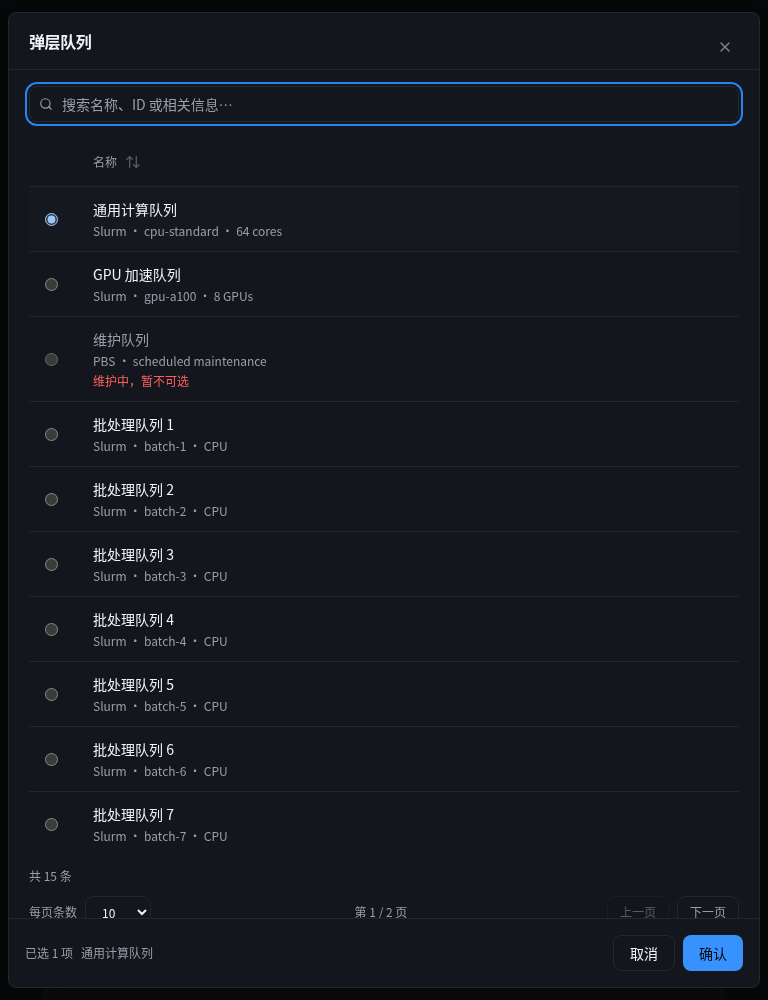 弹层队列
搜索名称、ID 或相关信息…
名称
通用计算队列
Slurm • cpu-standard • 64 cores
GPU 加速队列
Slurm • gpu-a100 • 8 GPUs
维护队列
PBS • scheduled maintenance
维护中，暂不可选
批处理队列 1
Slurm • batch-1 • CPU
批处理队列 2
Slurm • batch-2 • CPU
批处理队列 3
Slurm • batch-3 • CPU
批处理队列 4
Slurm • batch-4 • CPU
批处理队列 5
Slurm • batch-5 • CPU
批处理队列 6
Slurm • batch-6 • CPU
批处理队列 7
Slurm • batch-7 • CPU
共 15 条
每页条数 10 第 1 / 2 页 上一页 下一页
已选 1 项 通用计算队列 取消 确认